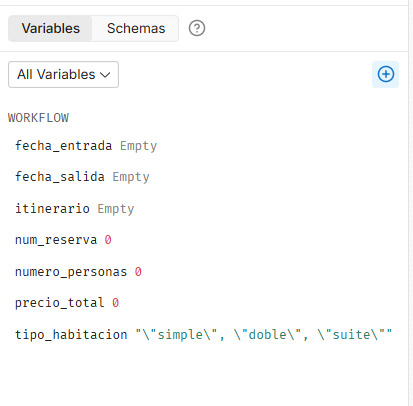 Variables Schemas ?
All Variables
WORKFLOW
fecha_entrada Empty
fecha_salida Empty
itinerario Empty
num_reserva 0
numero_personas 0
precio_total 0
tipo_habitacion "\"simple\", \"doble\", \"suite\""